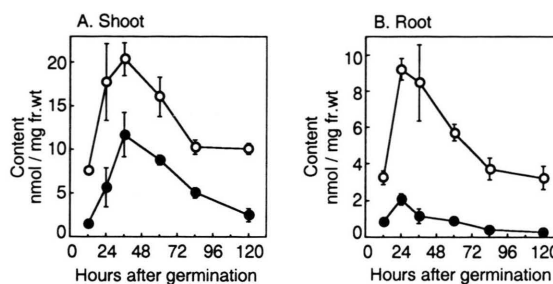 A. Shoot
Content
nmol / mg fr.wt
20
15
10
5
0
0 24 48 72 96 120
Hours after germination
B. Root
Content
nmol / mg fr.wt
10
8
6
4
2
0
0 24 48 72 96 120
Hours after germination